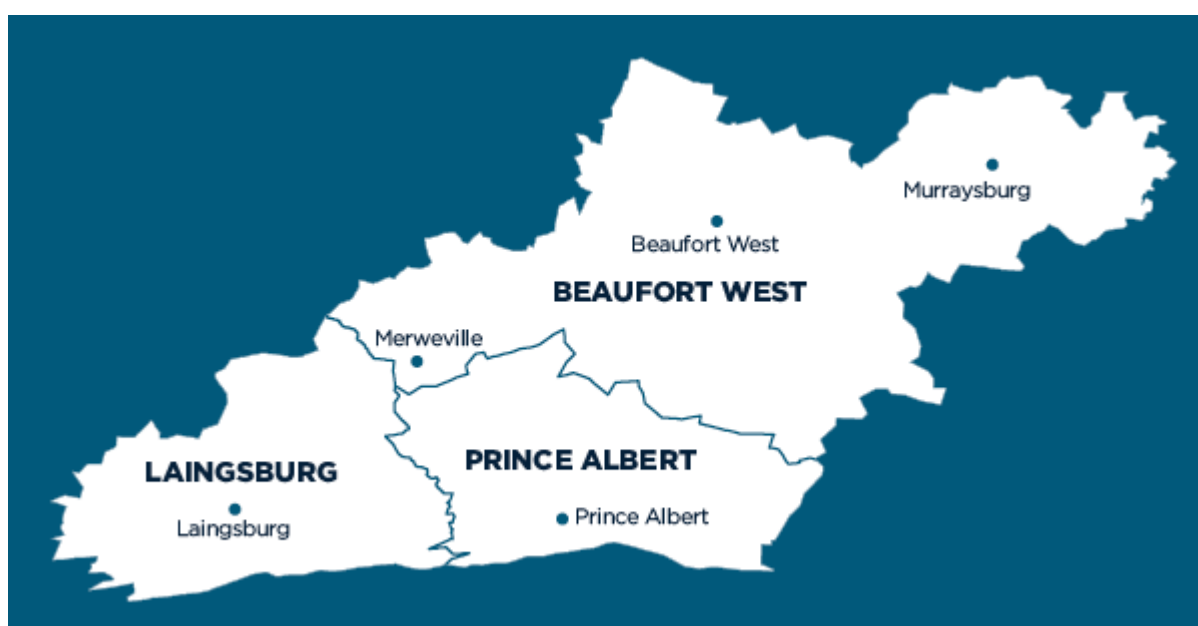 Murraysburg
Beaufort West
BEAUFORT WEST
Merweville
PRINCE ALBERT
LAINGSBURG
Prince Albert
Laingsburg